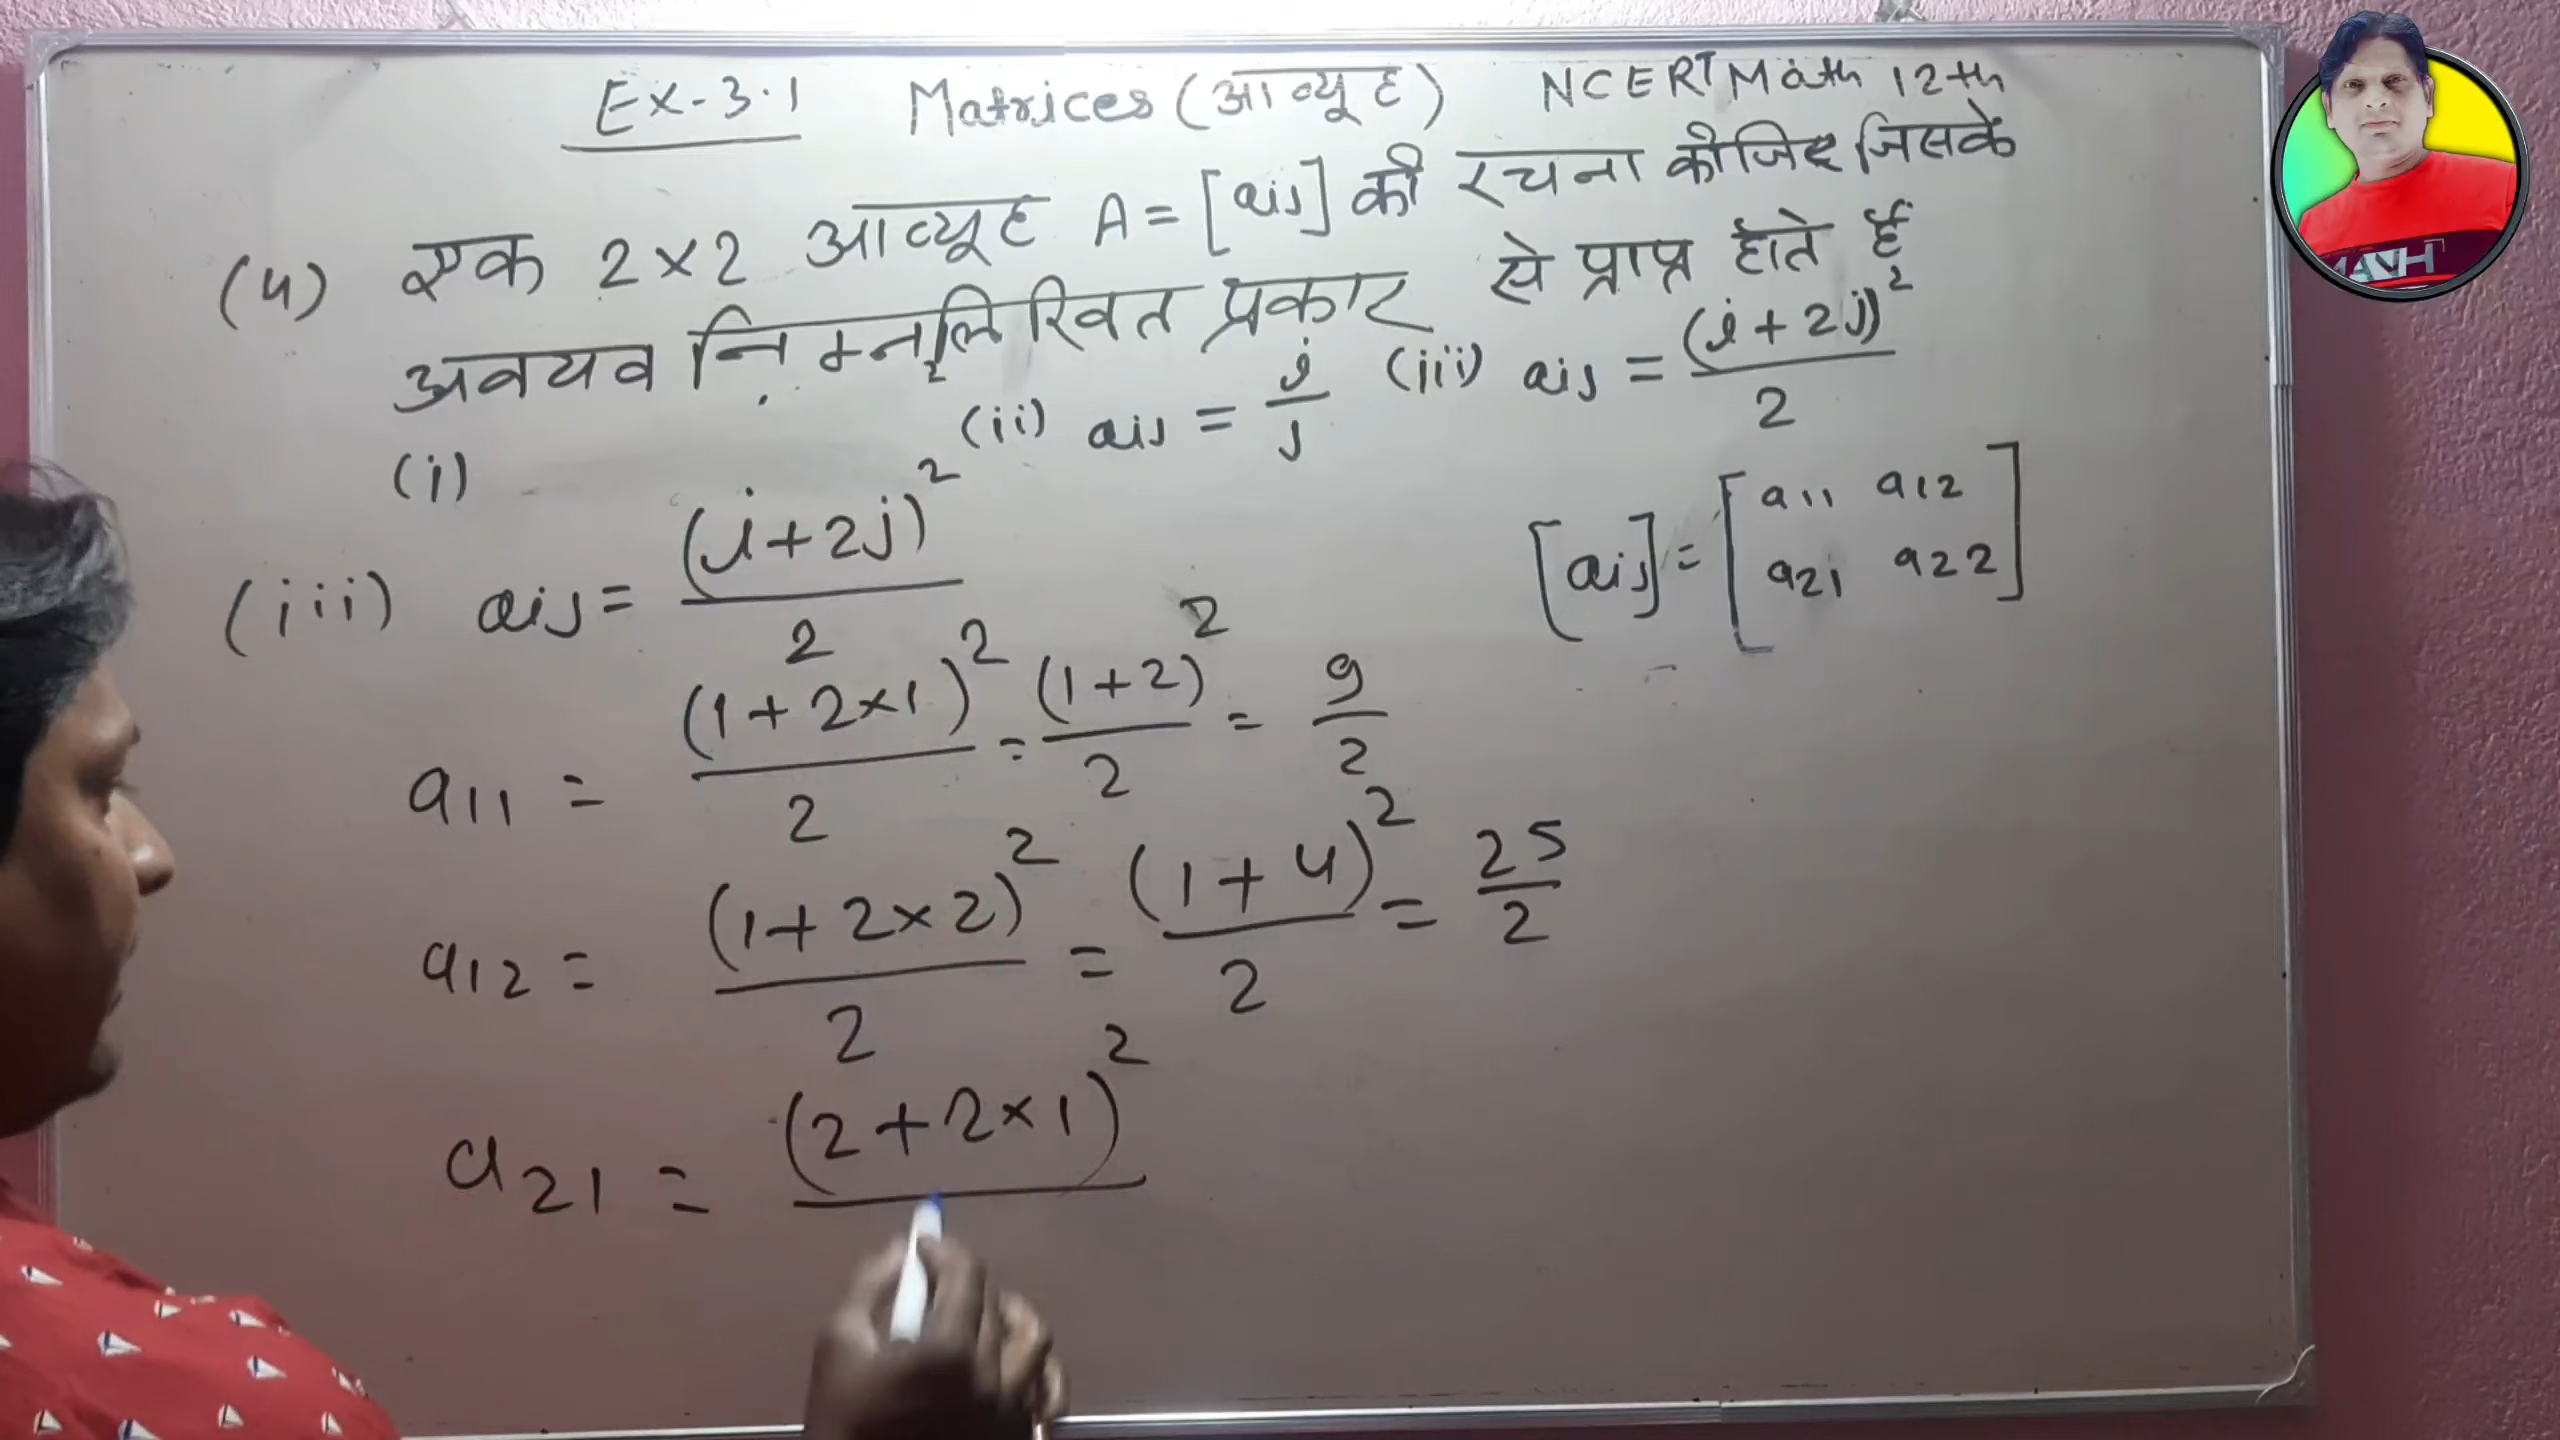 Ex-3.1 Matrices (आव्यूह) NCERT Math 12th
(4) एक 2×2 आव्यूह A = [aij] की रचना कीजिए जिसके
अवयव निम्नलिखित प्रकार से प्राप्त होते हैं
(i) (ii) aij = i/j (iii) aij = (i+2j)²/2
(iii) aij = (i+2j)²/2
[aij] = [a11 a12
a21 a22]
a11 = (1+2×1)²/2 = (1+2)²/2 = 9/2
a12 = (1+2×2)²/2 = (1+4)²/2 = 25/2
a21 = (2+2×1)²
MATH